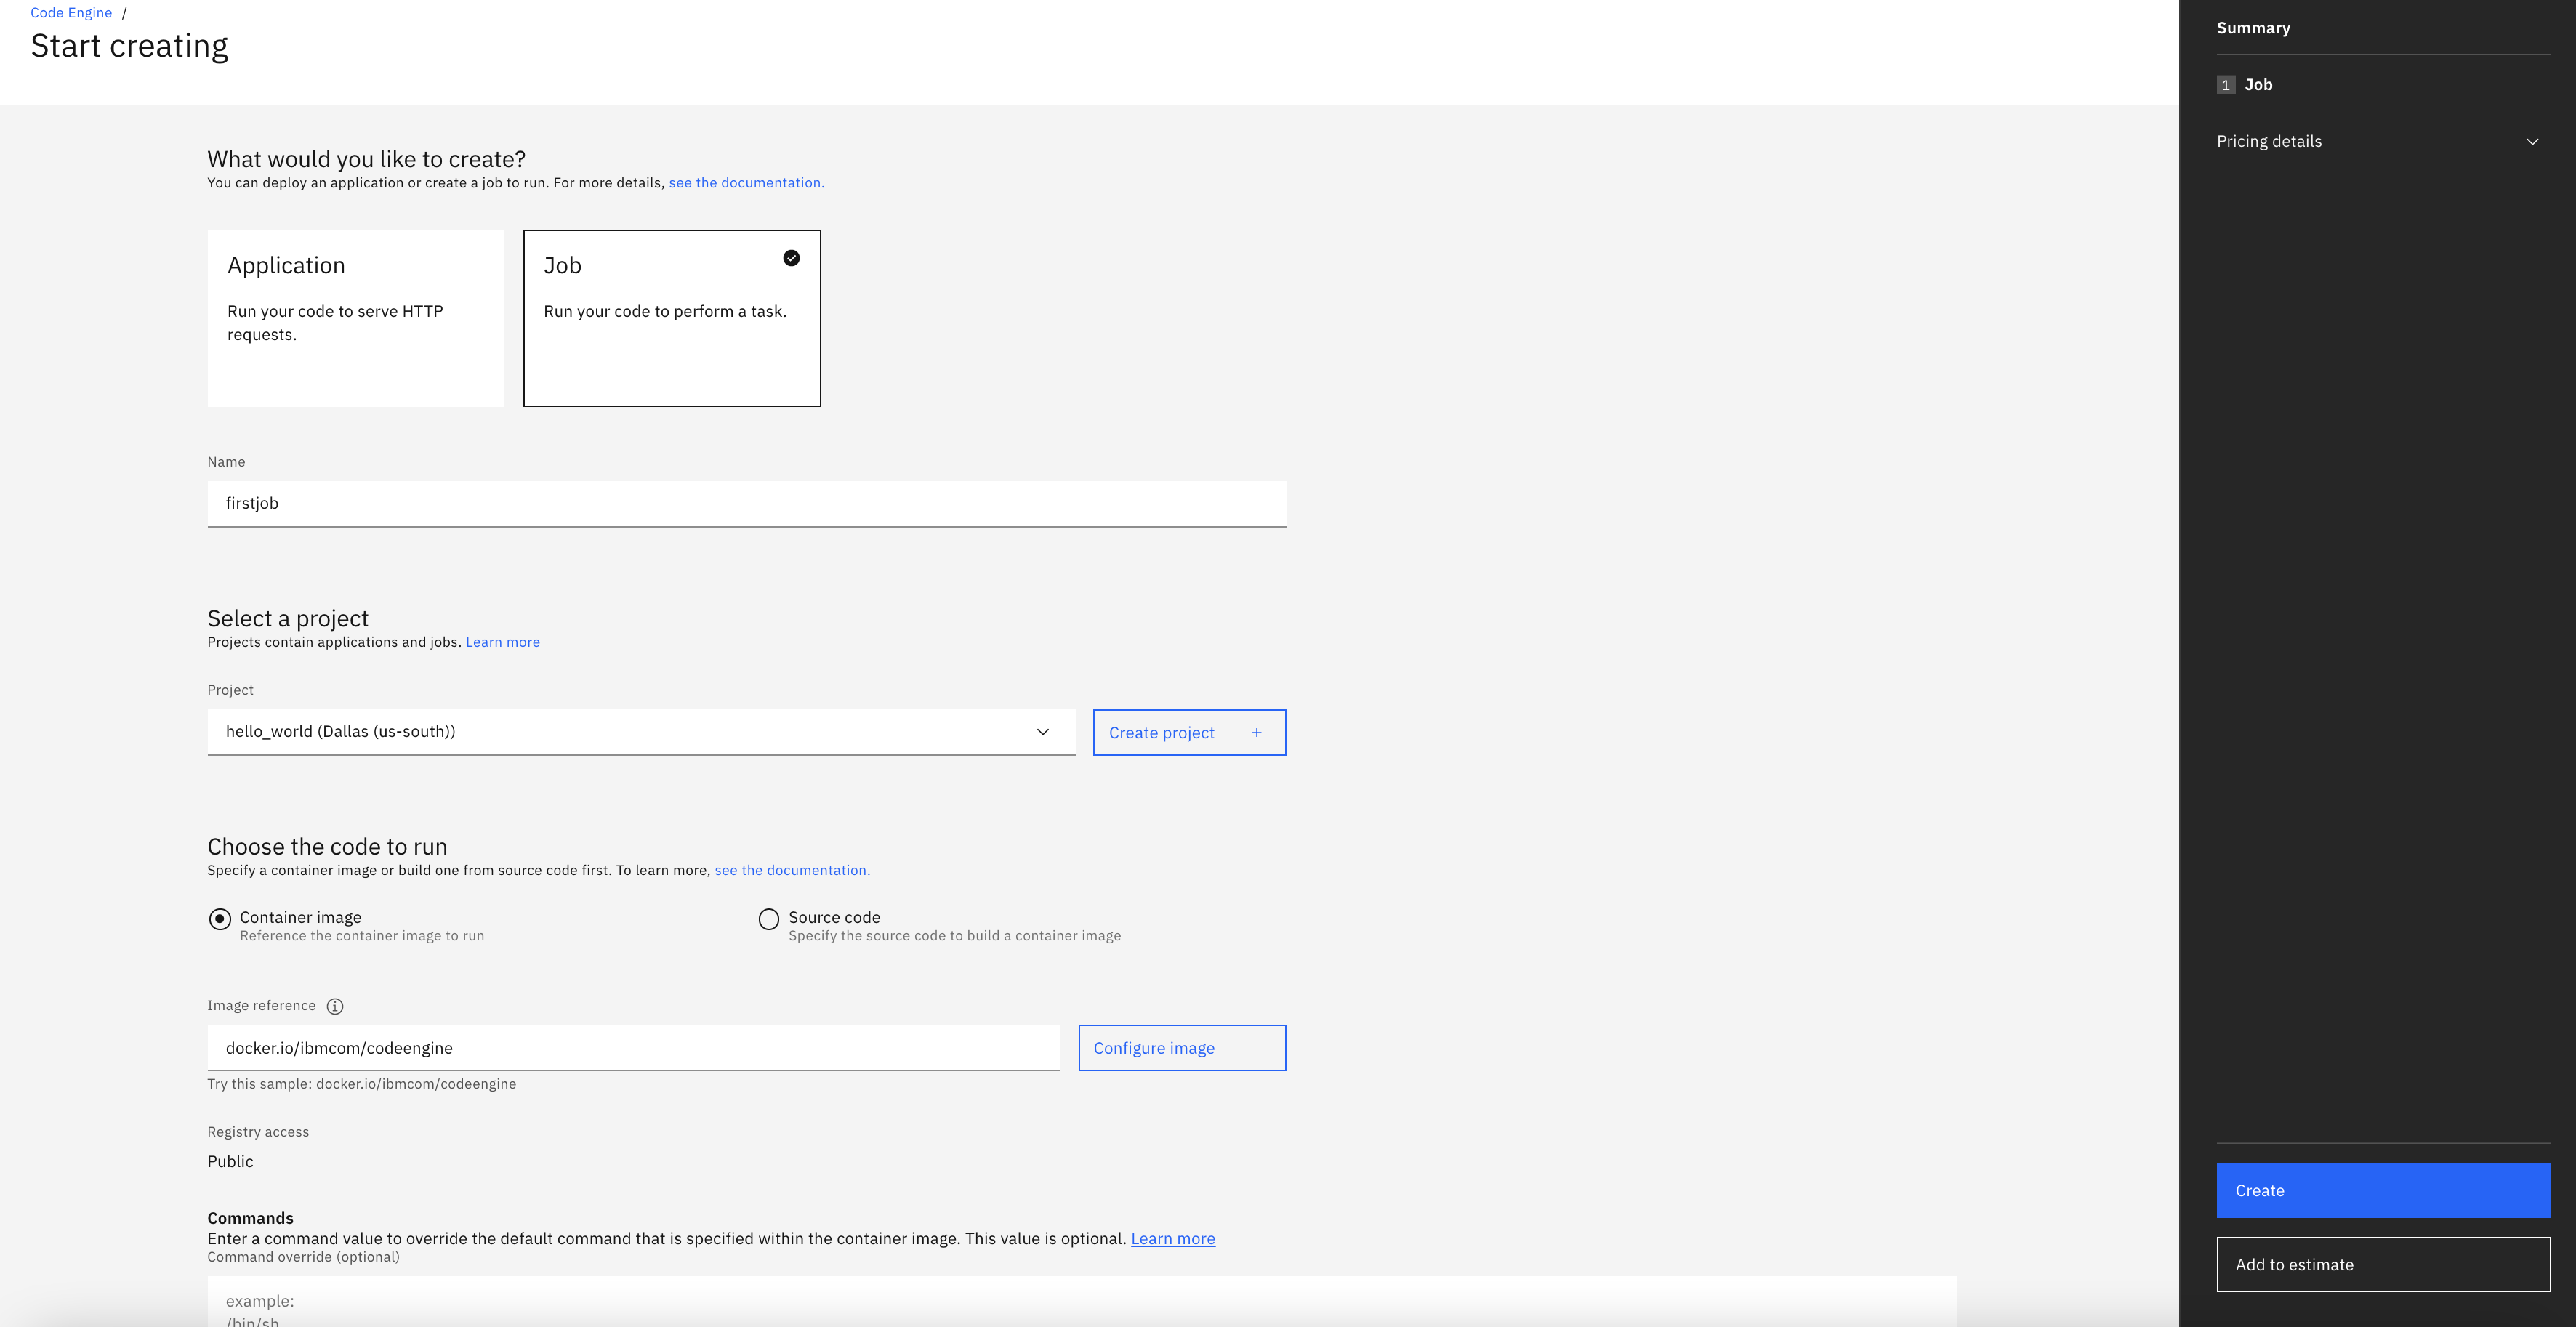 Code Engine /
Start creating
What would you like to create?
You can deploy an application or create a job to run. For more details, see the documentation.
Application
Run your code to serve HTTP
requests.
Job
Run your code to perform a task.
Name
firstjob
Select a project
Projects contain applications and jobs. Learn more
Project
hello_world (Dallas (us-south))
Create project +
Choose the code to run
Specify a container image or build one from source code first. To learn more, see the documentation.
Container image
Reference the container image to run
Source code
Specify the source code to build a container image
Image reference
docker.io/ibmcom/codeengine
Configure image
Try this sample: docker.io/ibmcom/codeengine
Registry access
Public
Commands
Enter a command value to override the default command that is specified within the container image. This value is optional. Learn more
Command override (optional)
example:
/bin/sh
Summary
1 Job
Pricing details
Create
Add to estimate